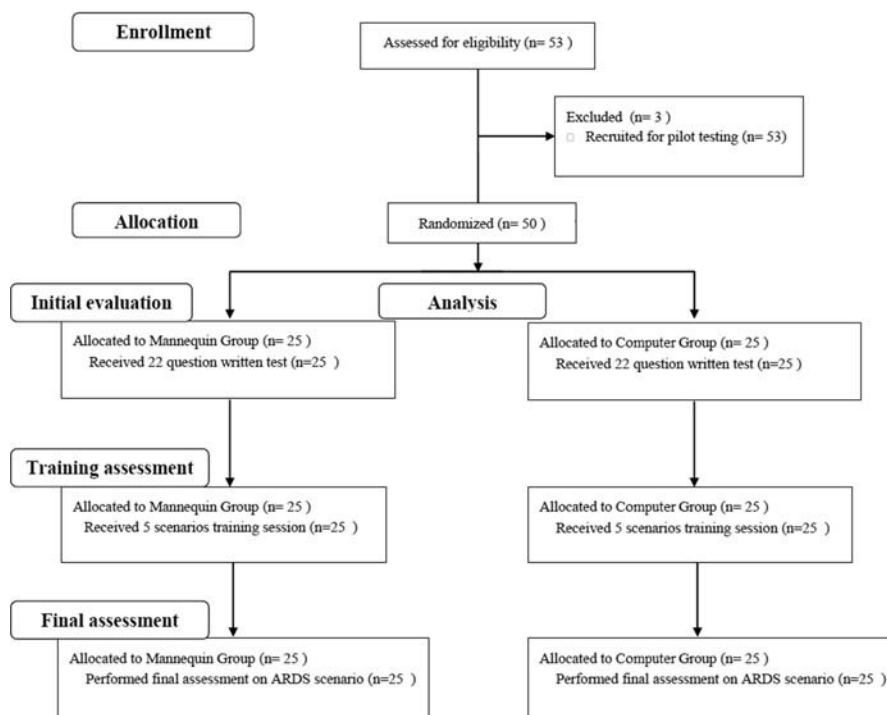 Enrollment
Assessed for eligibility (n= 53 )
Excluded (n= 3 )
Recruited for pilot testing (n= 53)
Allocation
Randomized (n= 50 )
Initial evaluation
Analysis
Allocated to Mannequin Group (n= 25 )
Received 22 question written test (n=25 )
Allocated to Computer Group (n= 25 )
Received 22 question written test (n=25 )
Training assessment
Allocated to Mannequin Group (n= 25 )
Received 5 scenarios training session (n=25 )
Allocated to Computer Group (n= 25 )
Received 5 scenarios training session (n=25 )
Final assessment
Allocated to Mannequin Group (n= 25 )
Performed final assessment on ARDS scenario (n=25 )
Allocated to Computer Group (n= 25 )
Performed final assessment on ARDS scenario (n=25 )